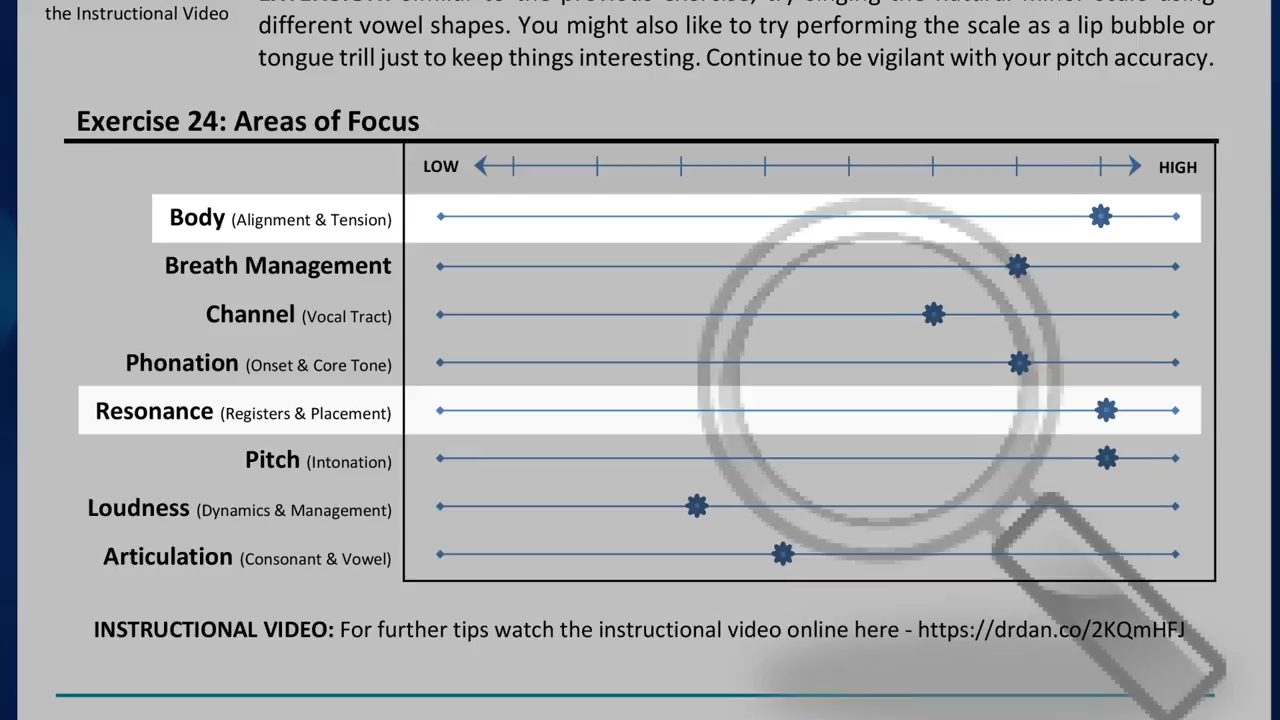 the Instructional Video
different vowel shapes. You might also like to try performing the scale as a lip bubble or
tongue trill just to keep things interesting. Continue to be vigilant with your pitch accuracy.
Exercise 24: Areas of Focus
LOW HIGH
Body (Alignment & Tension)
Breath Management
Channel (Vocal Tract)
Phonation (Onset & Core Tone)
Resonance (Registers & Placement)
Pitch (Intonation)
Loudness (Dynamics & Management)
Articulation (Consonant & Vowel)
INSTRUCTIONAL VIDEO: For further tips watch the instructional video online here - https://drdan.co/2KQmHFJ